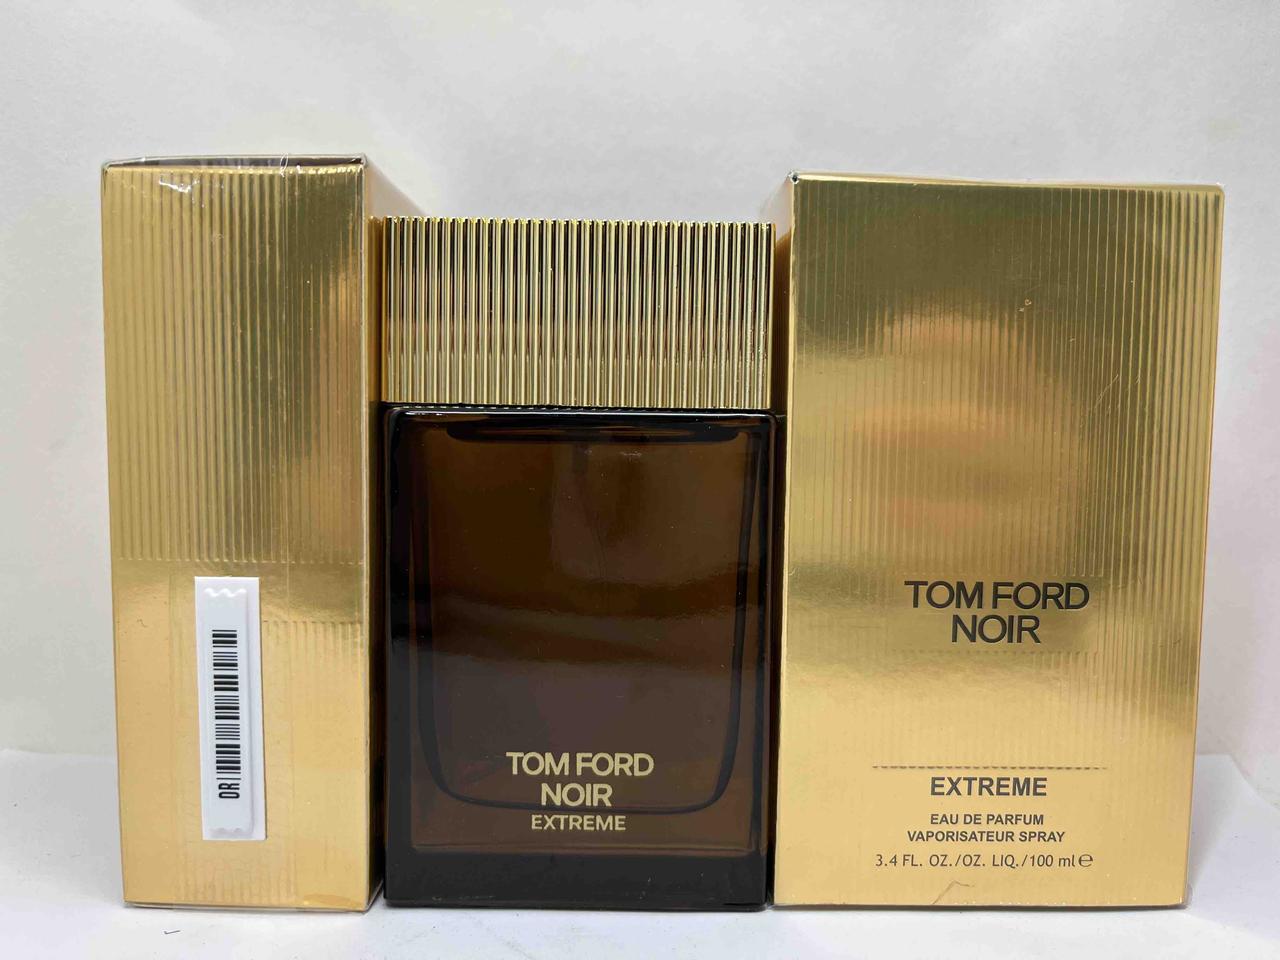 DR
TOM FORD
NOIR
EXTREME
TOM FORD
NOIR
EXTREME
EAU DE PARFUM
VAPORISATEUR SPRAY
3.4 FL. OZ./OZ. LIQ./100 ml ℮